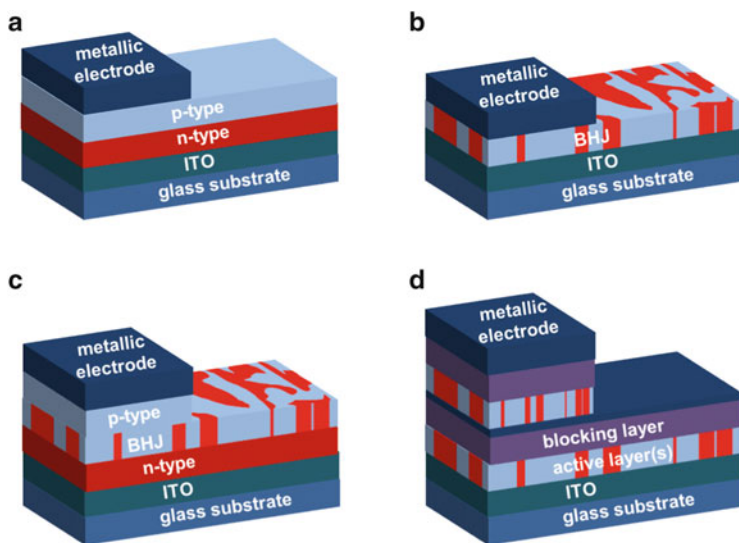 a
metallic
electrode
p-type
n-type
ITO
glass substrate
b
metallic
electrode
BHJ
ITO
glass substrate
c
metallic
electrode
p-type
BHJ
n-type
ITO
glass substrate
d
metallic
electrode
blocking layer
active layer(s)
ITO
glass substrate